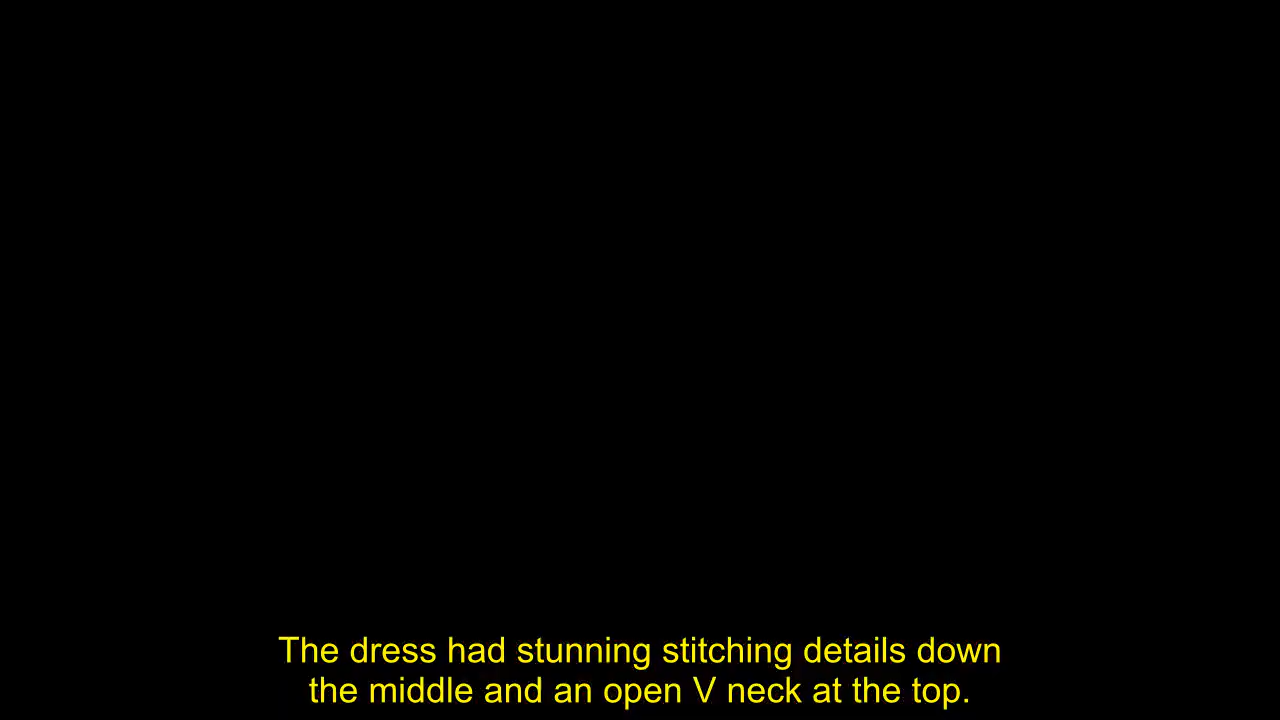 The dress had stunning stitching details down
the middle and an open V neck at the top.